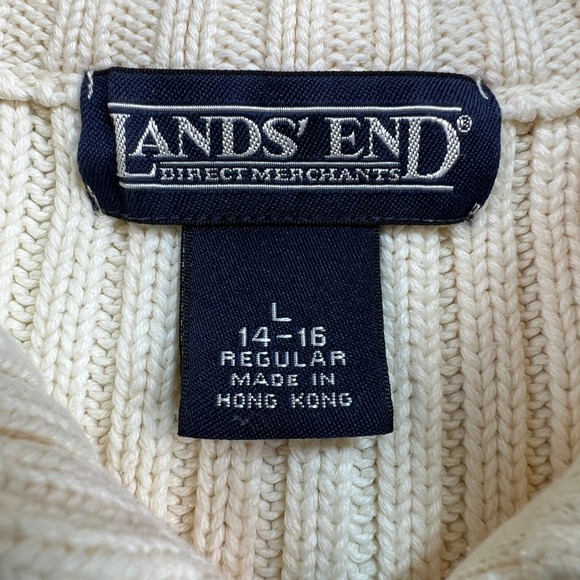 LANDS' END®
DIRECT MERCHANTS
L
14-16
REGULAR
MADE IN
HONG KONG